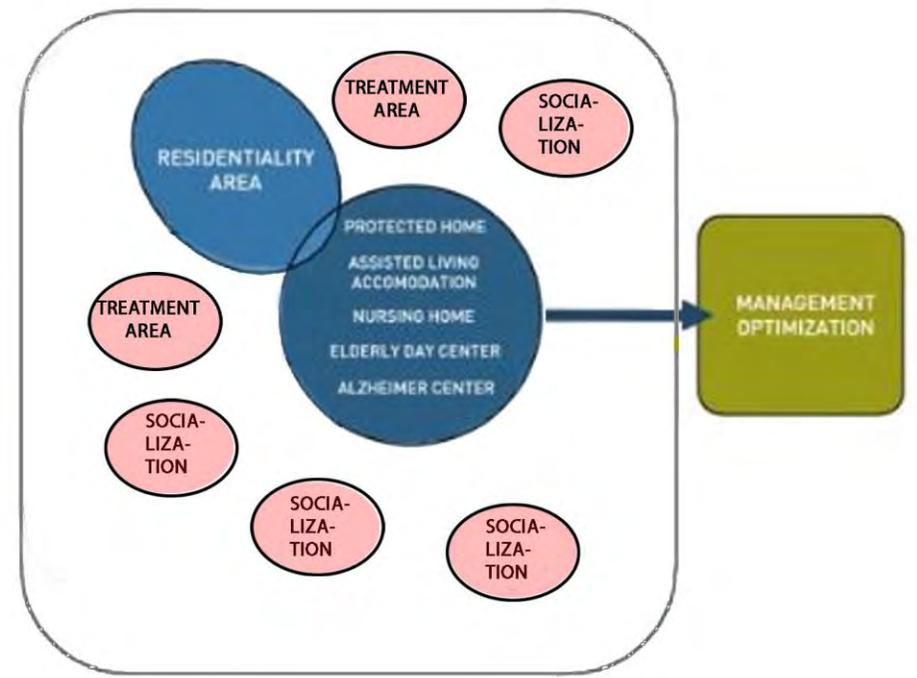 TREATMENT
AREA
SOCIA-
LIZA-
TION
RESIDENTIALITY
AREA
PROTECTED HOME
ASSISTED LIVING
ACCOMODATION
NURSING HOME
ELDERLY DAY CENTER
ALZHEIMER CENTER
MANAGEMENT
OPTIMIZATION
TREATMENT
AREA
SOCIA-
LIZA-
TION
SOCIA-
LIZA-
TION
SOCIA-
LIZA-
TION